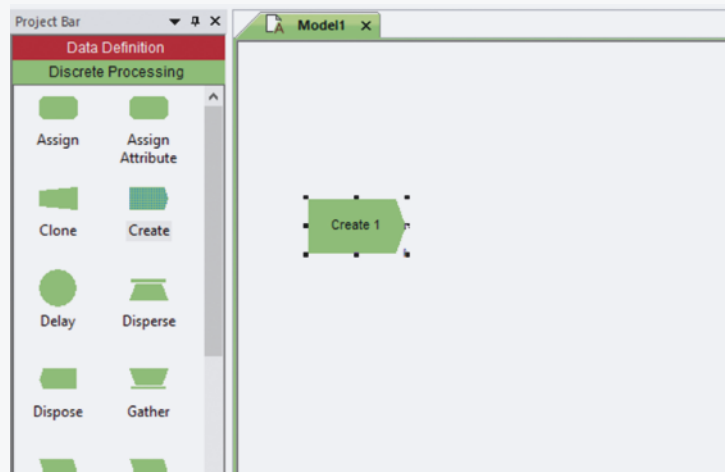 Project Bar
Model1
Data Definition
Discrete Processing
Assign
Assign
Attribute
Clone
Create
Delay
Disperse
Dispose
Gather
Create 1